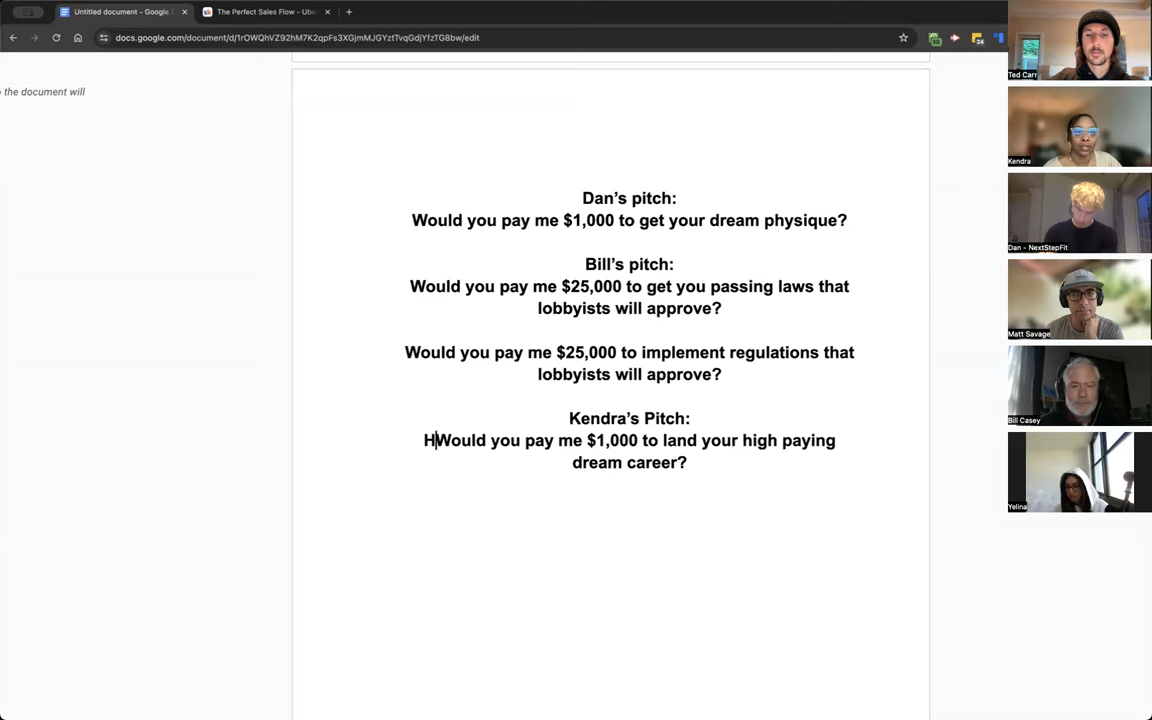 Untitled document - Google
The Perfect Sales Flow - Ube
docs.google.com/document/d/1rOWQhVZ92hM7K2qpFs3XGjmMJGYztTvqGdjYfzTG8bw/edit
24
o the document will
Dan’s pitch:
Would you pay me $1,000 to get your dream physique?
Bill’s pitch:
Would you pay me $25,000 to get you passing laws that
lobbyists will approve?
Would you pay me $25,000 to implement regulations that
lobbyists will approve?
Kendra’s Pitch:
HWould you pay me $1,000 to land your high paying
dream career?
Ted Carr
Kendra
Dan - NextStepFit
Matt Savage
Bill Casey
Yelina